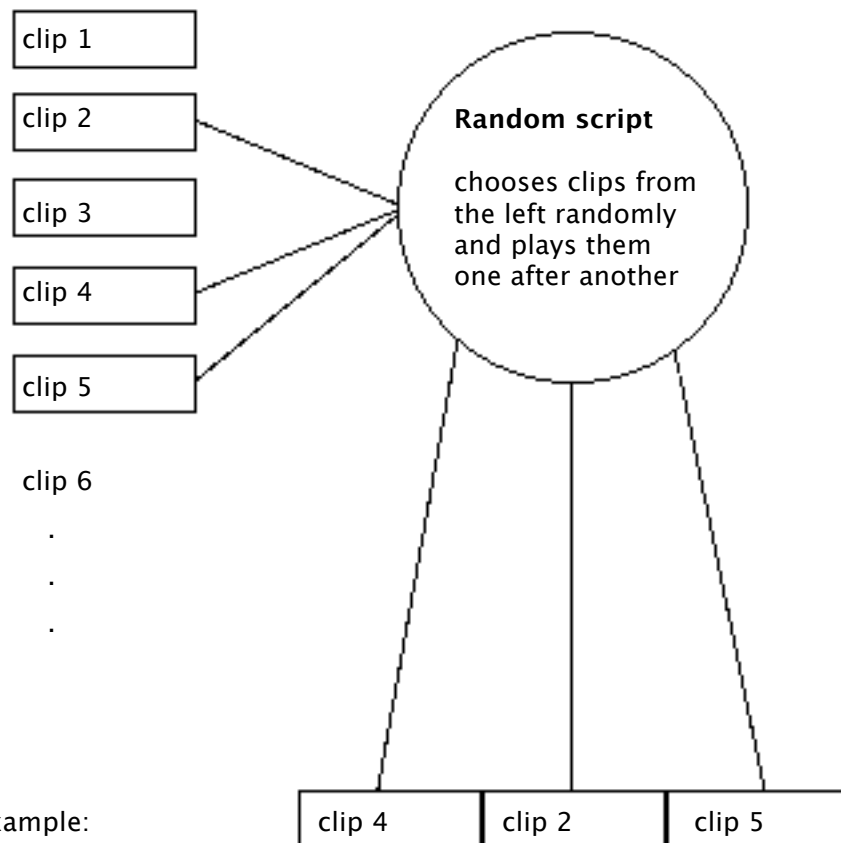 clip 1
clip 2
clip 3
clip 4
clip 5
clip 6
.
.
.
Random script
chooses clips from
the left randomly
and plays them
one after another
xample:
clip 4
clip 2
clip 5